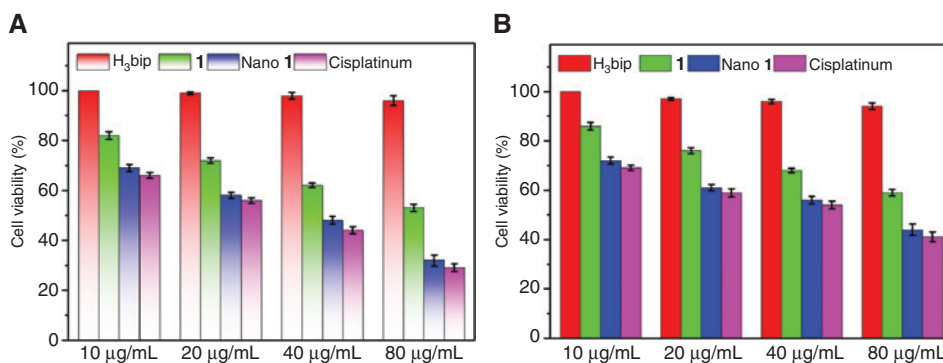 A
H₃bip 1 Nano 1 Cisplatinum
Cell viability (%)
100
80
60
40
20
0
10 μg/mL 20 μg/mL 40 μg/mL 80 μg/mL
B
H₃bip 1 Nano 1 Cisplatinum
Cell viability (%)
100
80
60
40
20
0
10 μg/mL 20 μg/mL 40 μg/mL 80 μg/mL